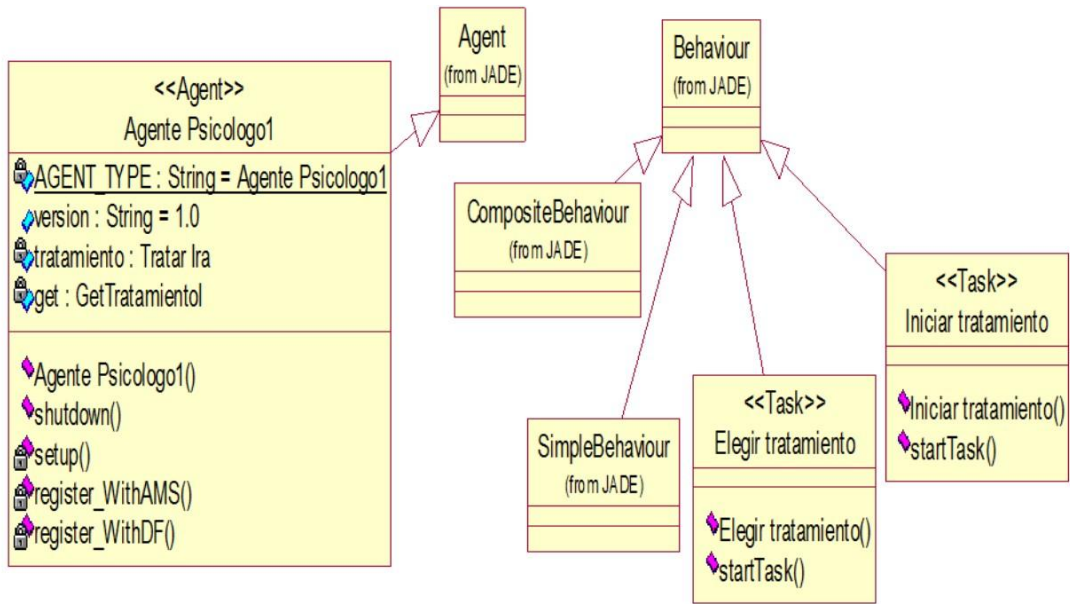 <<Agent>>
Agente Psicologo1
AGENT_TYPE : String = Agente Psicologo1
version : String = 1.0
tratamiento : Tratar Ira
get : GetTratamientoI
Agente Psicologo1()
shutdown()
setup()
register_WithAMS()
register_WithDF()
Agent
(from JADE)
Behaviour
(from JADE)
CompositeBehaviour
(from JADE)
SimpleBehaviour
(from JADE)
<<Task>>
Elegir tratamiento
Elegir tratamiento()
startTask()
<<Task>>
Iniciar tratamiento
Iniciar tratamiento()
startTask()